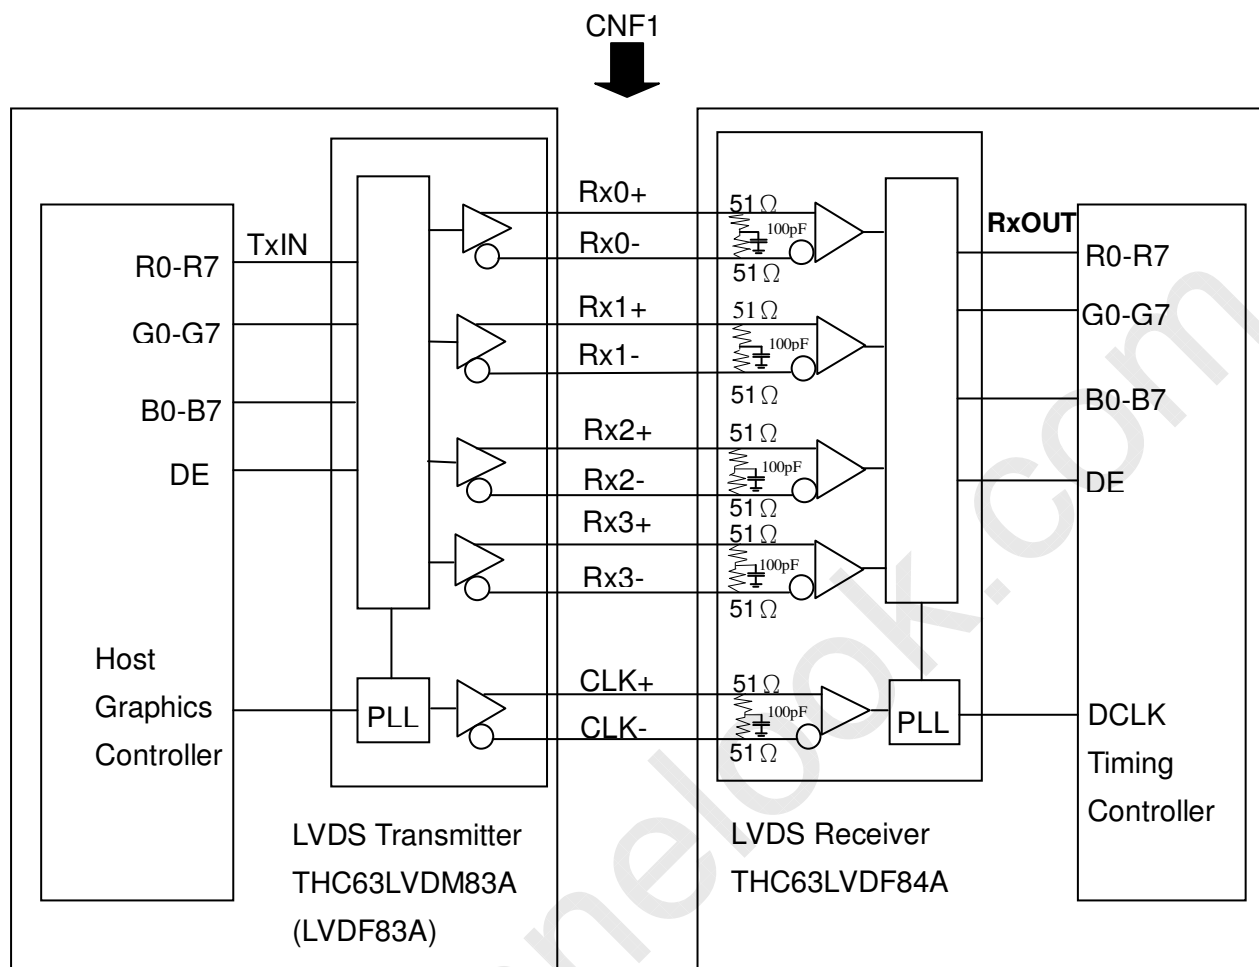 CNF1
TxIN
R0-R7
G0-G7
B0-B7
DE
Host
Graphics
Controller
PLL
LVDS Transmitter
THC63LVDM83A
(LVDF83A)
Rx0+
Rx0-
Rx1+
Rx1-
Rx2+
Rx2-
Rx3+
Rx3-
CLK+
CLK-
51Ω
100pF
51Ω
51Ω
100pF
51Ω
51Ω
100pF
51Ω
51Ω
100pF
51Ω
51Ω
100pF
51Ω
PLL
LVDS Receiver
THC63LVDF84A
RxOUT
R0-R7
G0-G7
B0-B7
DE
DCLK
Timing
Controller
nelook.com